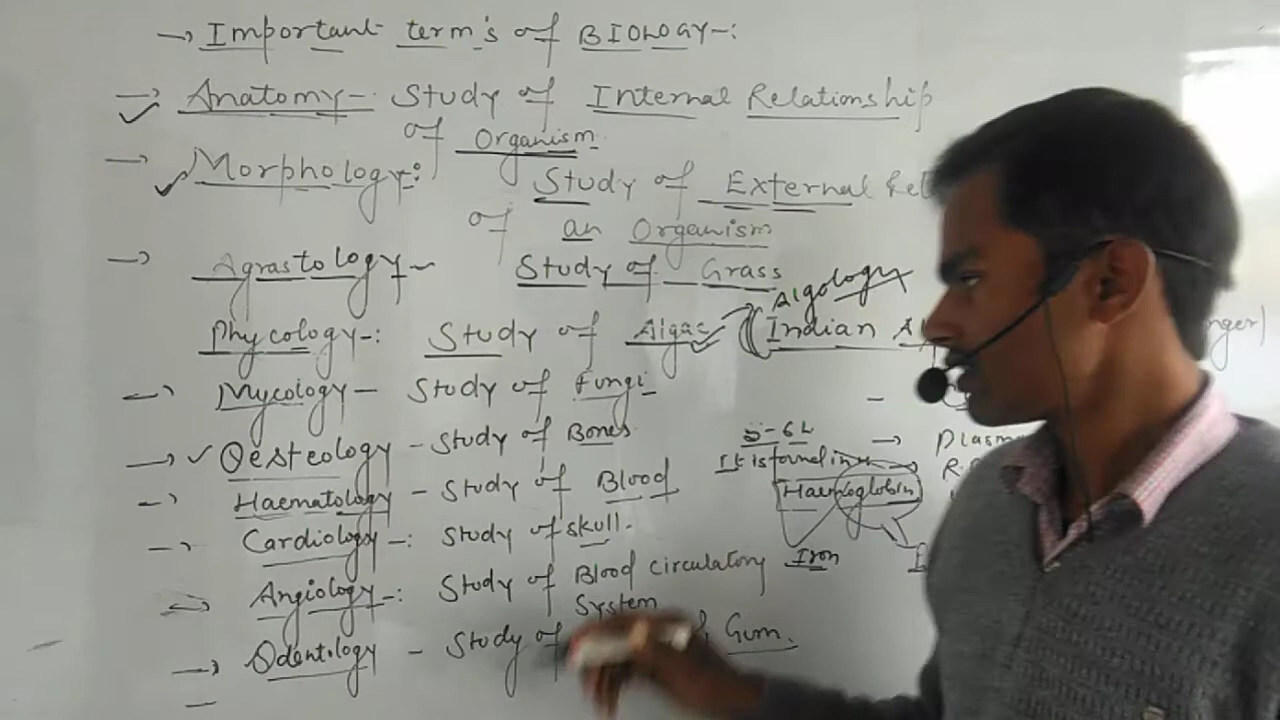 → Important term's of BIOLOGY-:
→ Anatomy- Study of Internal Relationship
of Organism.
→ Morphology: Study of External Rel
of an Organism
→ Agrastology- Study of Grass
Algology
Phycology-: Study of Algae → (Indian
→ Mycology - Study of Fungi
→ Oesteology - Study of Bones
5-6L → Plasma
→ Haematology - Study of Blood
It is found in
Haemoglobin
→ Cardiology-: Study of skull.
→ Angiology-: Study of Blood circulatory System
Iron
→ Odontology - Study of Gum.